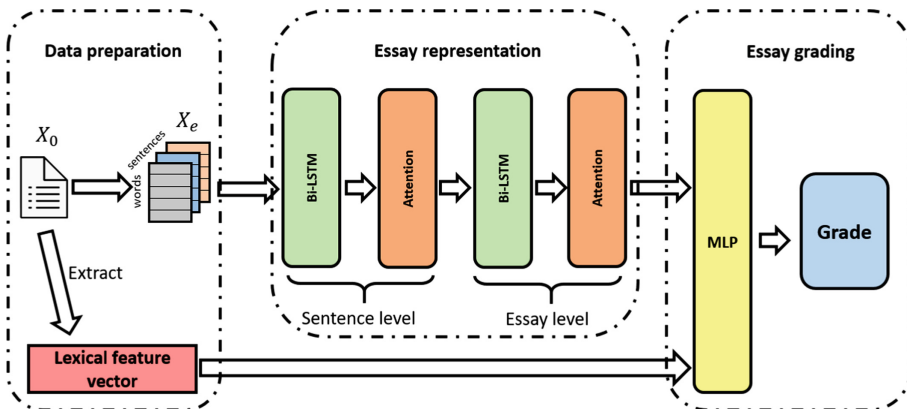 Data preparation
Essay representation
Essay grading
X₀
sentences
Xₑ
words
Bi-LSTM
Attention
Bi-LSTM
Attention
MLP
Grade
Extract
Sentence level
Essay level
Lexical feature
vector